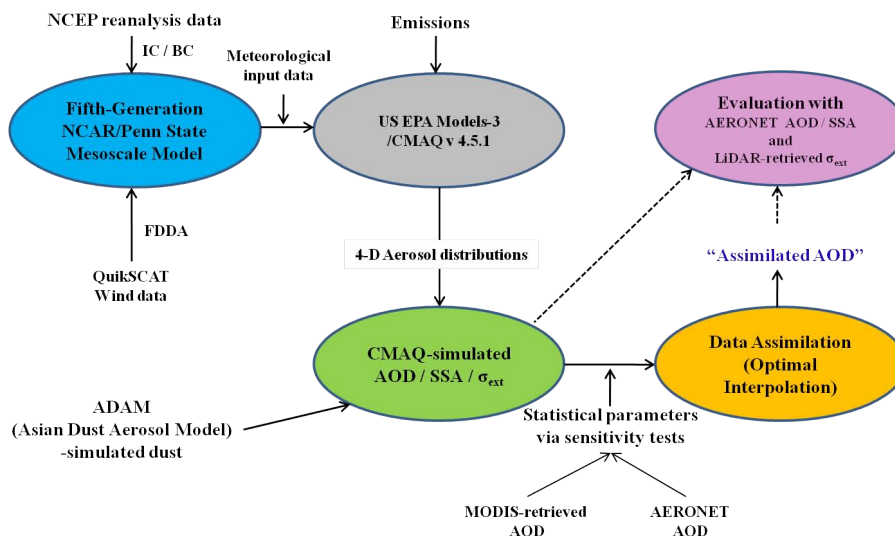 NCEP reanalysis data
IC / BC
Meteorological
input data
Emissions
Fifth-Generation
NCAR/Penn State
Mesoscale Model
US EPA Models-3
/CMAQ v 4.5.1
Evaluation with
AERONET AOD / SSA
and
LiDAR-retrieved σext
FDDA
QuikSCAT
Wind data
4-D Aerosol distributions
“Assimilated AOD”
CMAQ-simulated
AOD / SSA / σext
Data Assimilation
(Optimal
Interpolation)
ADAM
(Asian Dust Aerosol Model)
-simulated dust
Statistical parameters
via sensitivity tests
MODIS-retrieved
AOD
AERONET
AOD